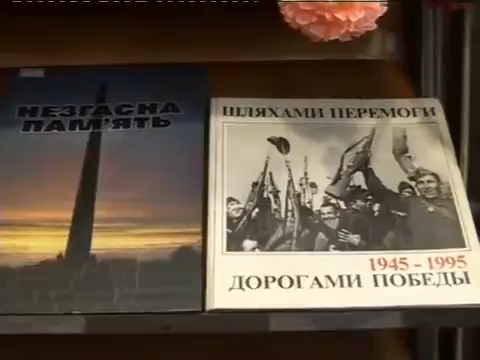 НЕЗГАСНА
ПАМ'ЯТЬ
ШЛЯХАМИ ПЕРЕМОГИ
1945 - 1995
ДОРОГАМИ ПОБЕДЫ